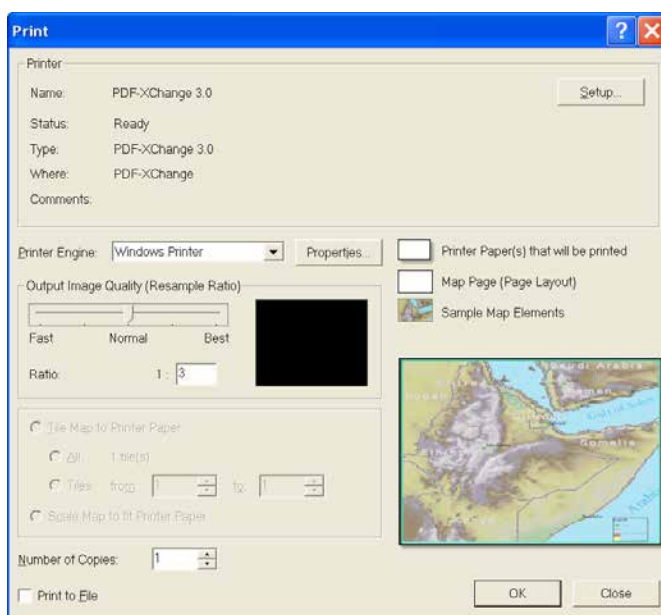 Print
Printer
Name: PDF-XChange 3.0
Setup...
Status: Ready
Type: PDF-XChange 3.0
Where: PDF-XChange
Comments:
Printer Engine: Windows Printer
Properties...
Printer Paper(s) that will be printed
Output Image Quality (Resample Ratio)
Map Page (Page Layout)
Sample Map Elements
Fast Normal Best
Ratio: 1 : 3
Tile Map to Printer Paper
All 1 tile(s)
Tiles from: 1 to: 1
Scale Map to fit Printer Paper
Saudi Arabia
Yemen
Somalia
Number of Copies: 1
Print to File
OK
Close